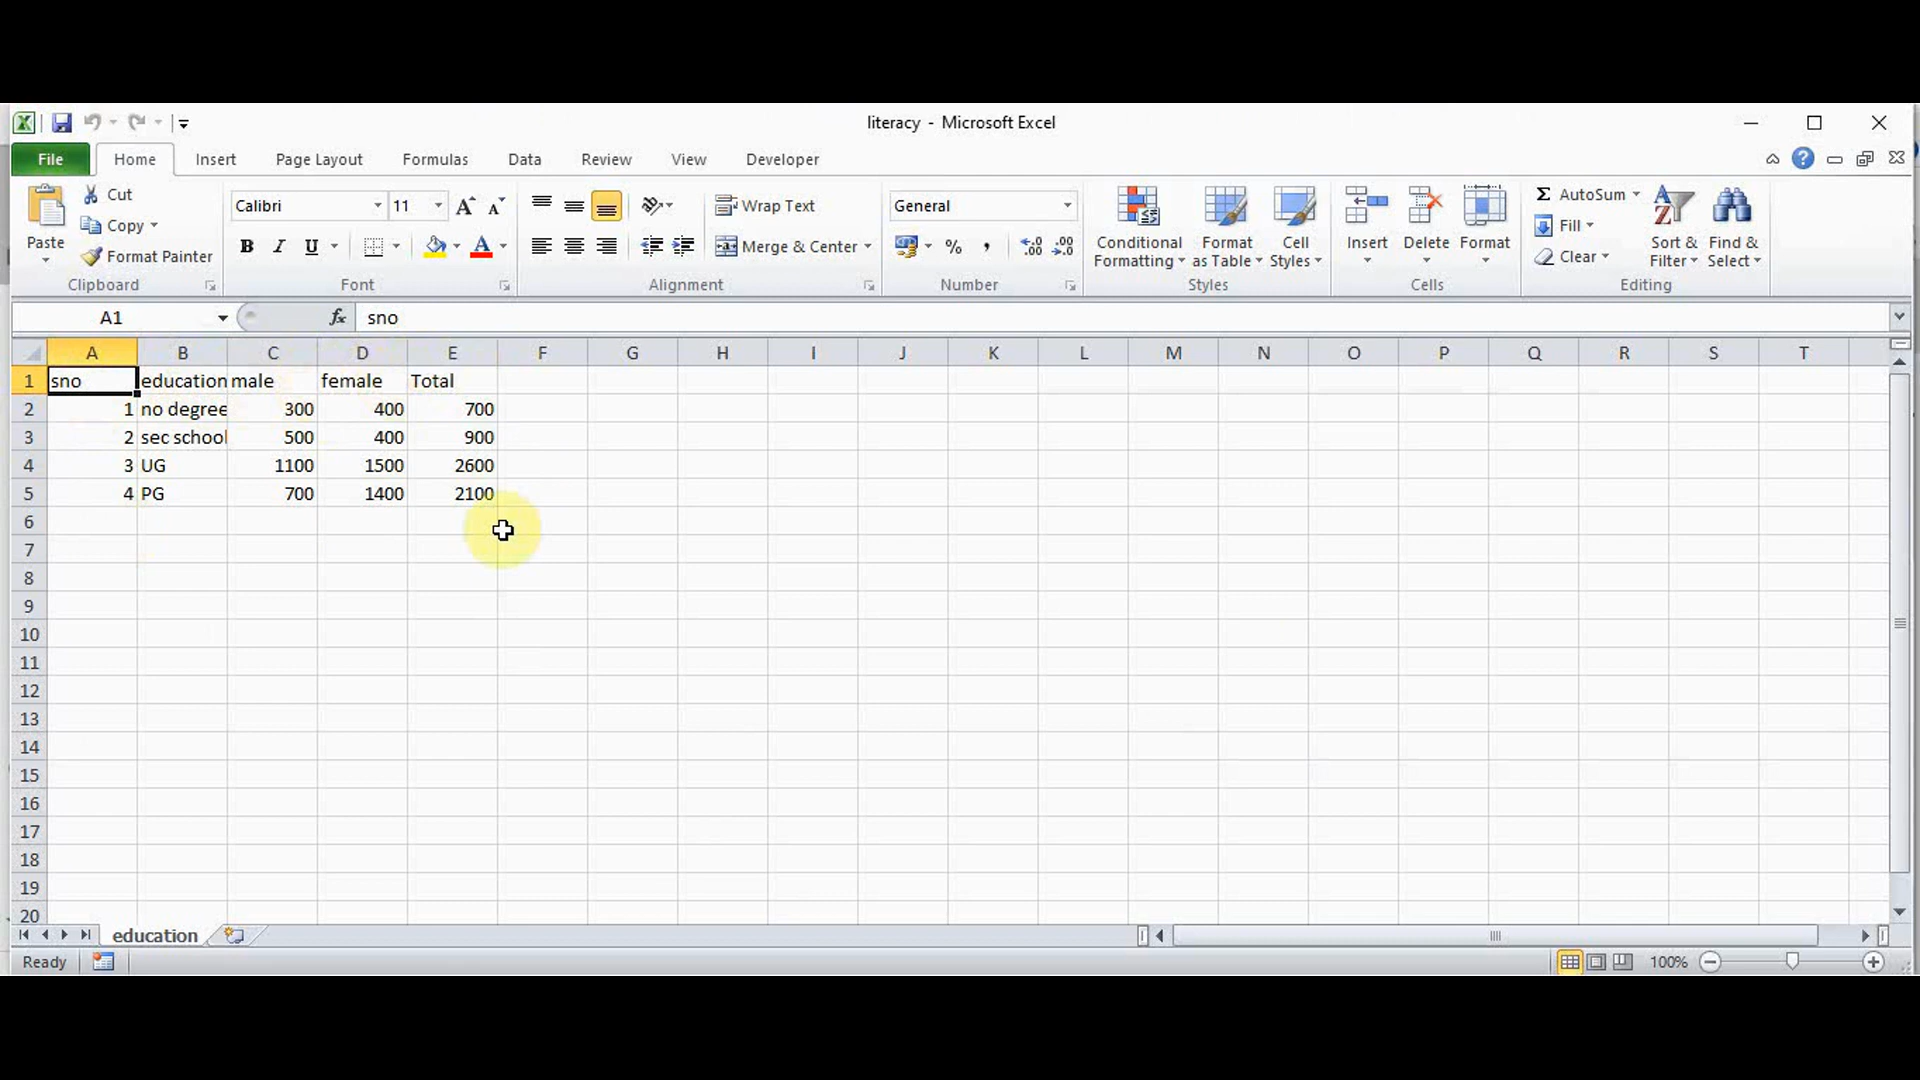 literacy - Microsoft Excel
File Home Insert Page Layout Formulas Data Review View Developer
Paste
Cut
Copy
Format Painter
Clipboard
Calibri 11
B I U
Font
Wrap Text
Merge & Center
Alignment
General
% ,
Number
Conditional Formatting
Format as Table
Cell Styles
Styles
Insert Delete Format
Cells
AutoSum
Fill
Clear
Sort & Filter
Find & Select
Editing
A1 fx sno
A B C D E F G H I J K L M N O P Q R S T
1 sno education male female Total
2 1 no degree 300 400 700
3 2 sec school 500 400 900
4 3 UG 1100 1500 2600
5 4 PG 700 1400 2100
6
7
8
9
10
11
12
13
14
15
16
17
18
19
20
education
Ready 100%